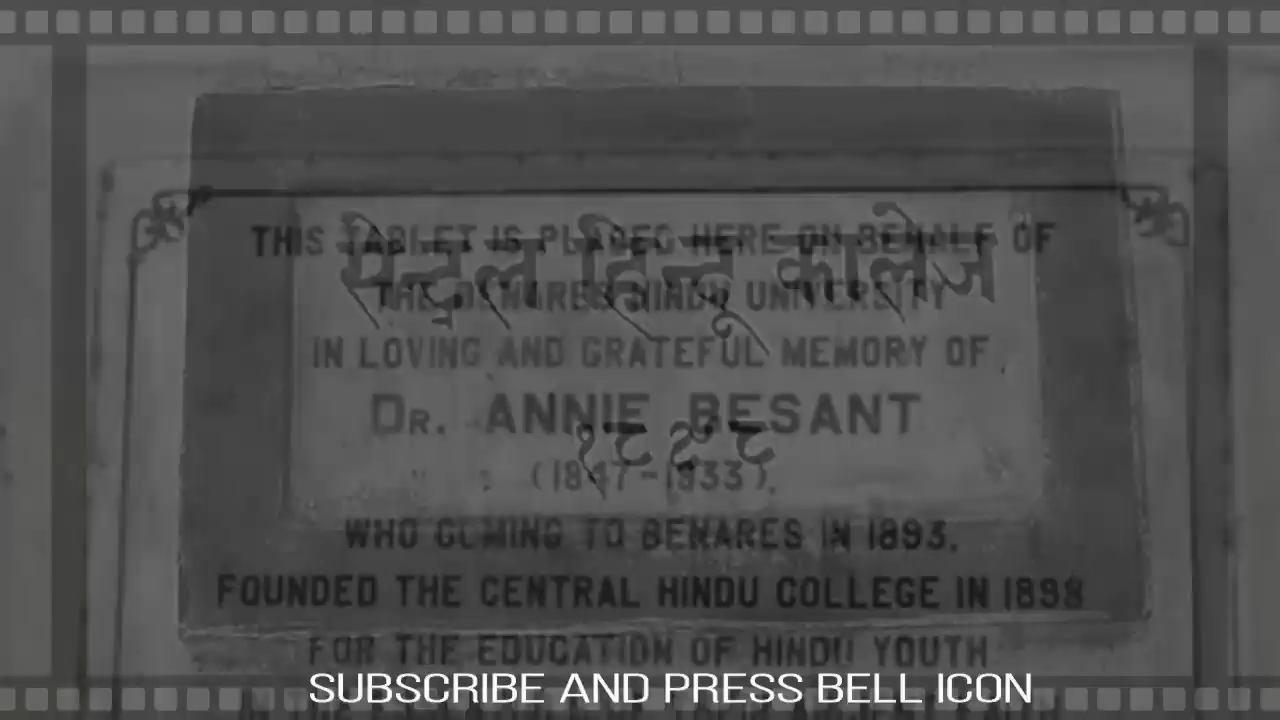 THIS TABLET IS PLACED HERE ON BEHALF OF
सेन्ट्रल हिन्दू कालेज
THE BENARES HINDU UNIVERSITY
IN LOVING AND GRATEFUL MEMORY OF
DR. ANNIE BESANT
१८९८
(1847-1933)
WHO COMING TO BENARES IN 1893,
FOUNDED THE CENTRAL HINDU COLLEGE IN 1898
FOR THE EDUCATION OF HINDU YOUTH
SUBSCRIBE AND PRESS BELL ICON